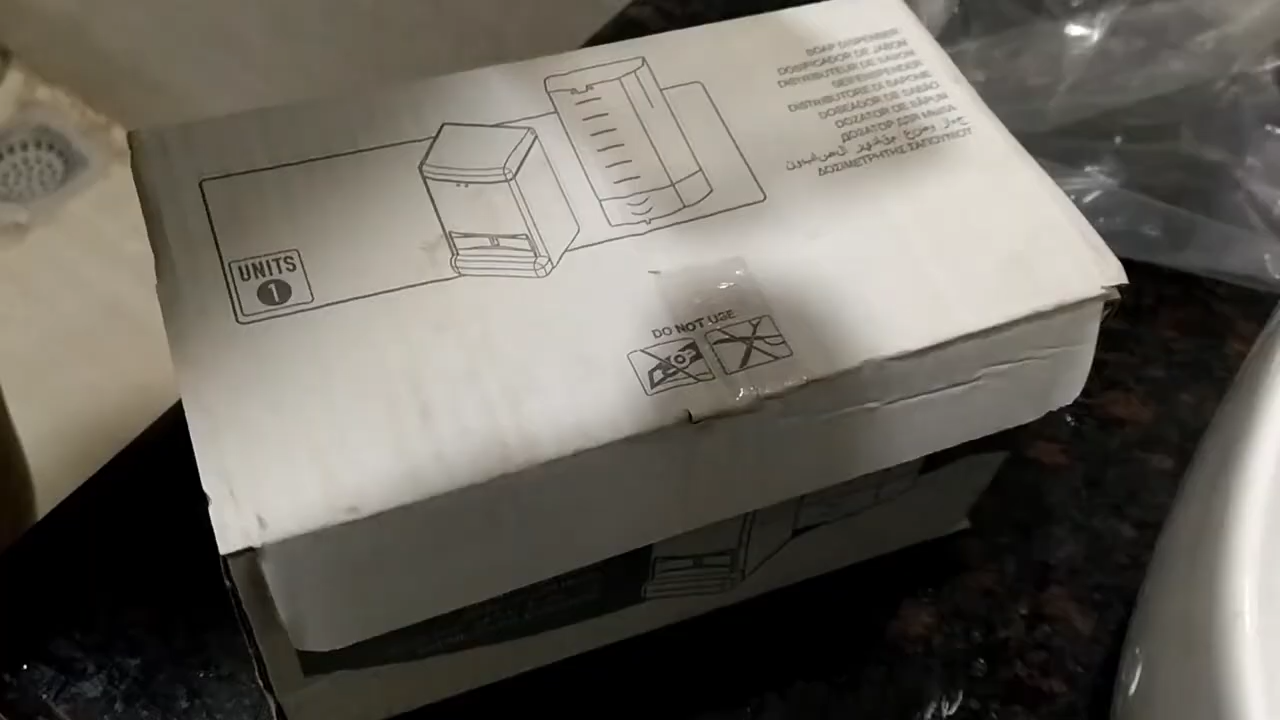 SOAP DISPENSER
DOSIFICADOR DE JABON
DISTRIBUTEUR DE SAVON
SEIFENSPENDER
DISTRIBUTORE DI SAPONE
DOSEADOR DE SABÃO
DOZATOR DE SĂPUN
ДОЗАТОР ДЛЯ МЫЛА
ΔΟΣΙΜΕΤΡΗΤΗΣ ΣΑΠΟΥΝΙΟΥ
UNITS
1
DO NOT USE